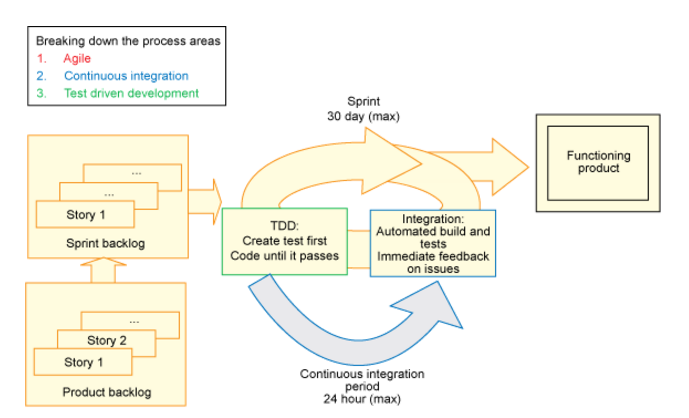 Breaking down the process areas
1. Agile
2. Continuous integration
3. Test driven development
Sprint
30 day (max)
Functioning
product
...
...
Story 1
Sprint backlog
TDD:
Create test first
Code until it passes
Integration:
Automated build and
tests
Immediate feedback
on issues
...
Story 2
Story 1
Product backlog
Continuous integration
period
24 hour (max)